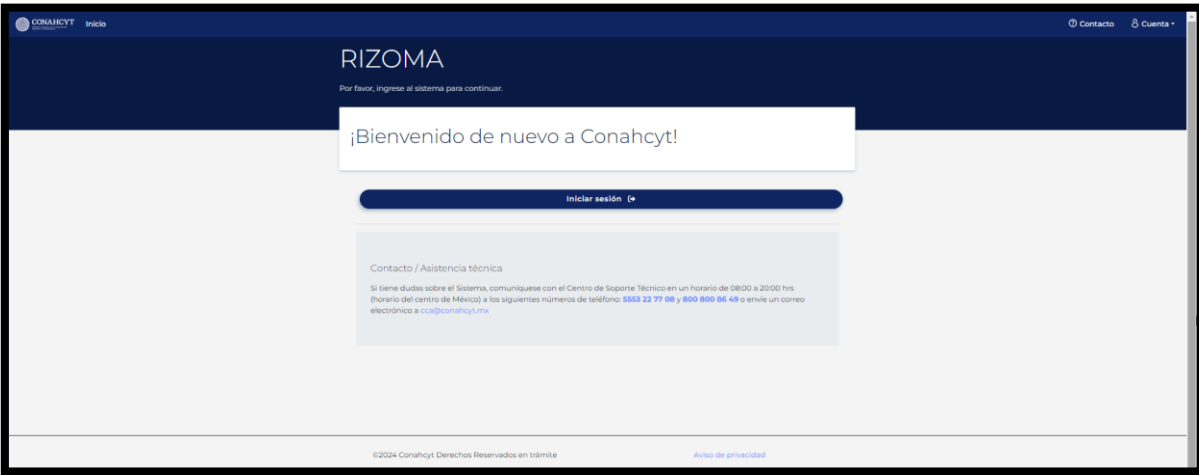 CONAHCYT Inicio Contacto Cuenta
RIZOMA
Por favor, ingrese al sistema para continuar.
¡Bienvenido de nuevo a Conahcyt!
Iniciar sesión
Contacto / Asistencia técnica
Si tiene dudas sobre el Sistema, comuníquese con el Centro de Soporte Técnico en un horario de 08:00 a 20:00 hrs
(horario del centro de México) a los siguientes números de teléfono: 5553 22 77 08 y 800 800 86 49 o envíe un correo
electrónico a cca@conahcyt.mx
©2024 Conahcyt Derechos Reservados en trámite Aviso de privacidad